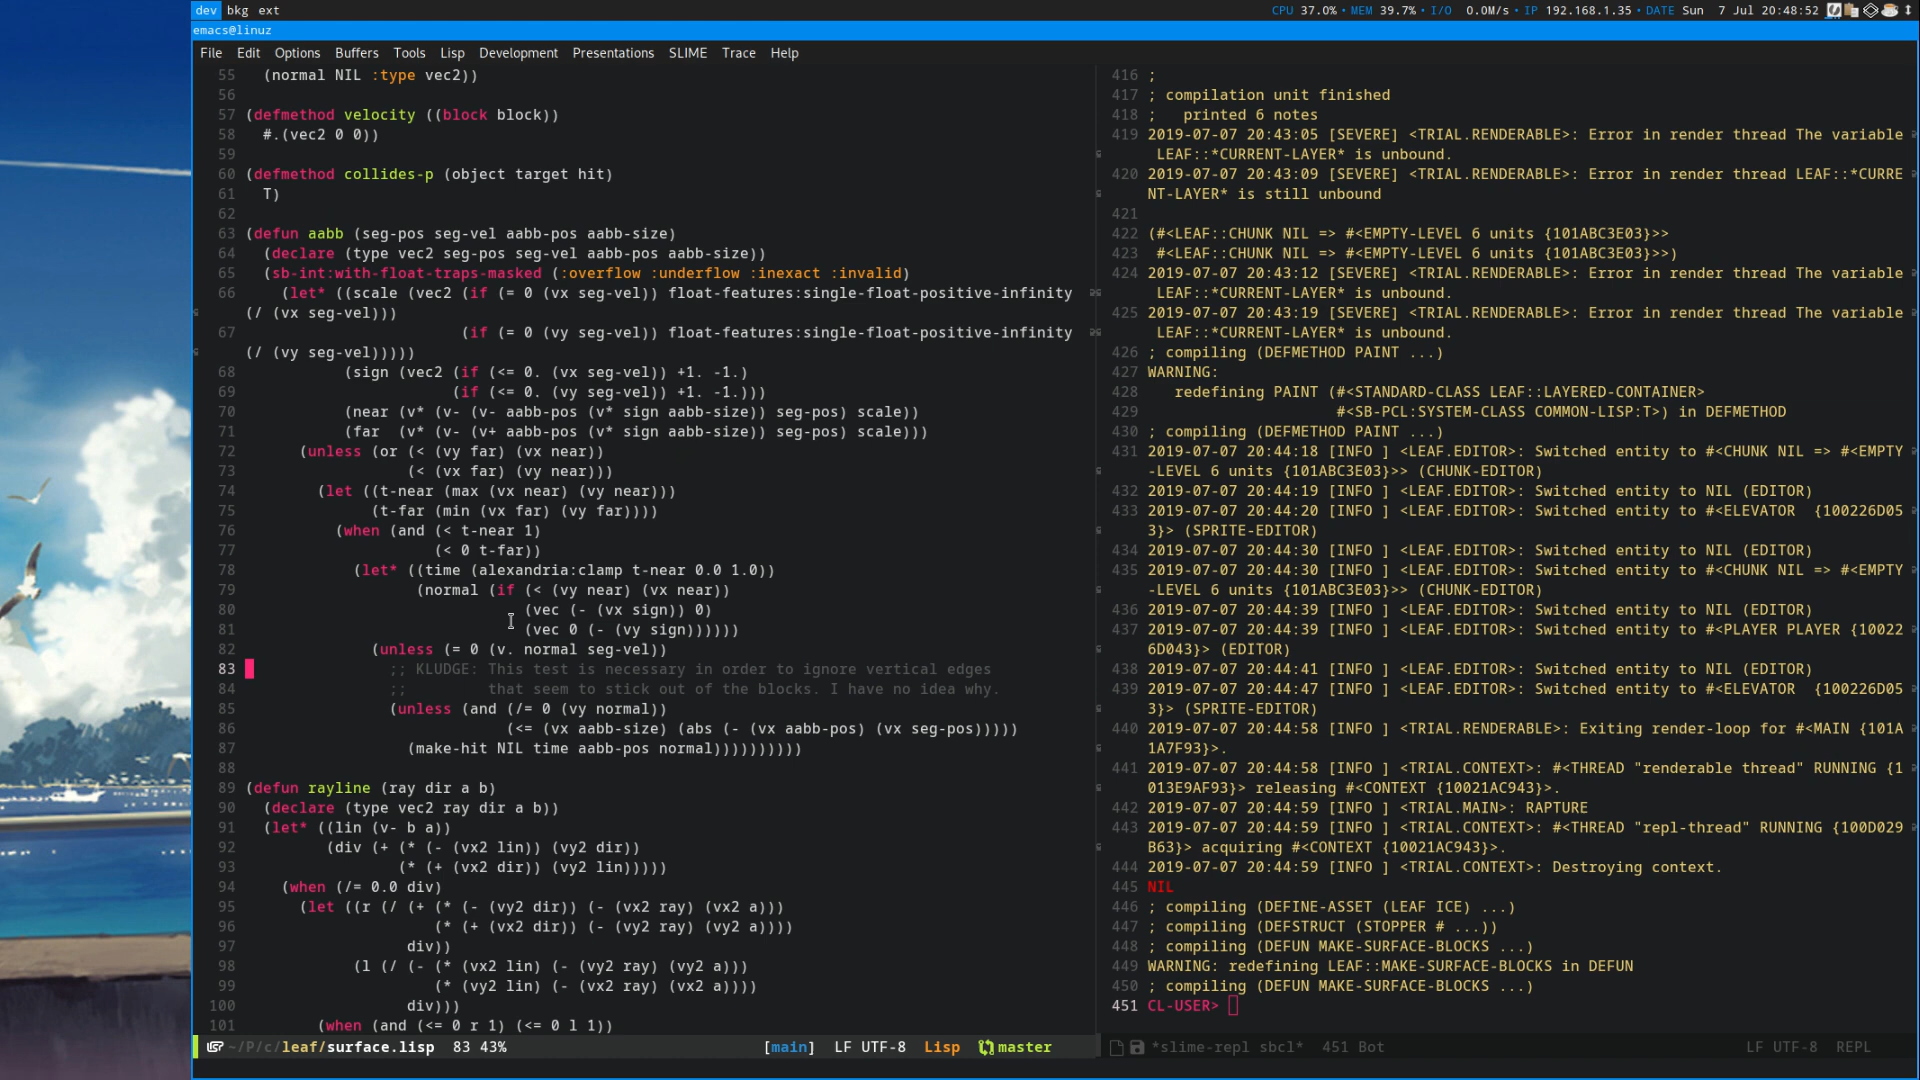 dev bkg ext
CPU 37.0% • MEM 39.7% • I/O 0.0M/s • IP 192.168.1.35 • DATE Sun 7 Jul 20:48:52
emacs@linuz
File Edit Options Buffers Tools Lisp Development Presentations SLIME Trace Help
55 (normal NIL :type vec2))
56
57 (defmethod velocity ((block block))
58 #.(vec2 0 0))
59
60 (defmethod collides-p (object target hit)
61 T)
62
63 (defun aabb (seg-pos seg-vel aabb-pos aabb-size)
64 (declare (type vec2 seg-pos seg-vel aabb-pos aabb-size))
65 (sb-int:with-float-traps-masked (:overflow :underflow :inexact :invalid)
66 (let* ((scale (vec2 (if (= 0 (vx seg-vel)) float-features:single-float-positive-infinity
(/ (vx seg-vel)))
67 (if (= 0 (vy seg-vel)) float-features:single-float-positive-infinity
(/ (vy seg-vel)))))
68 (sign (vec2 (if (<= 0. (vx seg-vel)) +1. -1.)
69 (if (<= 0. (vy seg-vel)) +1. -1.)))
70 (near (v* (v- (v- aabb-pos (v* sign aabb-size)) seg-pos) scale))
71 (far (v* (v- (v+ aabb-pos (v* sign aabb-size)) seg-pos) scale)))
72 (unless (or (< (vy far) (vx near))
73 (< (vx far) (vy near)))
74 (let ((t-near (max (vx near) (vy near)))
75 (t-far (min (vx far) (vy far))))
76 (when (and (< t-near 1)
77 (< 0 t-far))
78 (let* ((time (alexandria:clamp t-near 0.0 1.0))
79 (normal (if (< (vy near) (vx near))
80 (vec (- (vx sign)) 0)
81 (vec 0 (- (vy sign))))))
82 (unless (= 0 (v. normal seg-vel))
83 ;; KLUDGE: This test is necessary in order to ignore vertical edges
84 ;; that seem to stick out of the blocks. I have no idea why.
85 (unless (and (/= 0 (vy normal))
86 (<= (vx aabb-size) (abs (- (vx aabb-pos) (vx seg-pos)))))
87 (make-hit NIL time aabb-pos normal))))))))))
88
89 (defun rayline (ray dir a b)
90 (declare (type vec2 ray dir a b))
91 (let* ((lin (v- b a))
92 (div (+ (* (- (vx2 lin)) (vy2 dir))
93 (* (+ (vx2 dir)) (vy2 lin)))))
94 (when (/= 0.0 div)
95 (let ((r (/ (+ (* (- (vy2 dir)) (- (vx2 ray) (vx2 a)))
96 (* (+ (vx2 dir)) (- (vy2 ray) (vy2 a))))
97 div))
98 (l (/ (- (* (vx2 lin) (- (vy2 ray) (vy2 a)))
99 (* (vy2 lin) (- (vx2 ray) (vx2 a))))
100 div)))
101 (when (and (<= 0 r 1) (<= 0 l 1))
~/P/c/leaf/surface.lisp 83 43% [main] LF UTF-8 Lisp master
416 ;
417 ; compilation unit finished
418 ; printed 6 notes
419 2019-07-07 20:43:05 [SEVERE] <TRIAL.RENDERABLE>: Error in render thread The variable
LEAF::*CURRENT-LAYER* is unbound.
420 2019-07-07 20:43:09 [SEVERE] <TRIAL.RENDERABLE>: Error in render thread LEAF::*CURRE
NT-LAYER* is still unbound
421
422 (#<LEAF::CHUNK NIL => #<EMPTY-LEVEL 6 units {101ABC3E03}>>
423 #<LEAF::CHUNK NIL => #<EMPTY-LEVEL 6 units {101ABC3E03}>>)
424 2019-07-07 20:43:12 [SEVERE] <TRIAL.RENDERABLE>: Error in render thread The variable
LEAF::*CURRENT-LAYER* is unbound.
425 2019-07-07 20:43:19 [SEVERE] <TRIAL.RENDERABLE>: Error in render thread The variable
LEAF::*CURRENT-LAYER* is unbound.
426 ; compiling (DEFMETHOD PAINT ...)
427 WARNING:
428 redefining PAINT (#<STANDARD-CLASS LEAF::LAYERED-CONTAINER>
429 #<SB-PCL:SYSTEM-CLASS COMMON-LISP:T>) in DEFMETHOD
430 ; compiling (DEFMETHOD PAINT ...)
431 2019-07-07 20:44:18 [INFO ] <LEAF.EDITOR>: Switched entity to #<CHUNK NIL => #<EMPTY
-LEVEL 6 units {101ABC3E03}>> (CHUNK-EDITOR)
432 2019-07-07 20:44:19 [INFO ] <LEAF.EDITOR>: Switched entity to NIL (EDITOR)
433 2019-07-07 20:44:20 [INFO ] <LEAF.EDITOR>: Switched entity to #<ELEVATOR {100226D05
3}> (SPRITE-EDITOR)
434 2019-07-07 20:44:30 [INFO ] <LEAF.EDITOR>: Switched entity to NIL (EDITOR)
435 2019-07-07 20:44:30 [INFO ] <LEAF.EDITOR>: Switched entity to #<CHUNK NIL => #<EMPTY
-LEVEL 6 units {101ABC3E03}>> (CHUNK-EDITOR)
436 2019-07-07 20:44:39 [INFO ] <LEAF.EDITOR>: Switched entity to NIL (EDITOR)
437 2019-07-07 20:44:39 [INFO ] <LEAF.EDITOR>: Switched entity to #<PLAYER PLAYER {10022
6D043}> (EDITOR)
438 2019-07-07 20:44:41 [INFO ] <LEAF.EDITOR>: Switched entity to NIL (EDITOR)
439 2019-07-07 20:44:47 [INFO ] <LEAF.EDITOR>: Switched entity to #<ELEVATOR {100226D05
3}> (SPRITE-EDITOR)
440 2019-07-07 20:44:58 [INFO ] <TRIAL.RENDERABLE>: Exiting render-loop for #<MAIN {101A
1A7F93}>.
441 2019-07-07 20:44:58 [INFO ] <TRIAL.CONTEXT>: #<THREAD "renderable thread" RUNNING {1
013E9AF93}> releasing #<CONTEXT {10021AC943}>.
442 2019-07-07 20:44:59 [INFO ] <TRIAL.MAIN>: RAPTURE
443 2019-07-07 20:44:59 [INFO ] <TRIAL.CONTEXT>: #<THREAD "repl-thread" RUNNING {100D029
B63}> acquiring #<CONTEXT {10021AC943}>.
444 2019-07-07 20:44:59 [INFO ] <TRIAL.CONTEXT>: Destroying context.
445 NIL
446 ; compiling (DEFINE-ASSET (LEAF ICE) ...)
447 ; compiling (DEFSTRUCT (STOPPER # ...))
448 ; compiling (DEFUN MAKE-SURFACE-BLOCKS ...)
449 WARNING: redefining LEAF::MAKE-SURFACE-BLOCKS in DEFUN
450 ; compiling (DEFUN MAKE-SURFACE-BLOCKS ...)
451 CL-USER>
*slime-repl sbcl* 451 Bot LF UTF-8 REPL